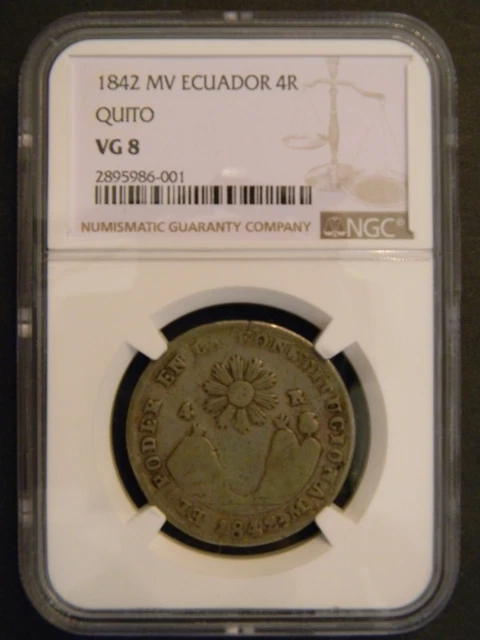 1842 MV ECUADOR 4R
QUITO
VG 8
2895986-001
NUMISMATIC GUARANTY COMPANY
NGC®
EL PODER EN LA CONSTITUCION
4
184